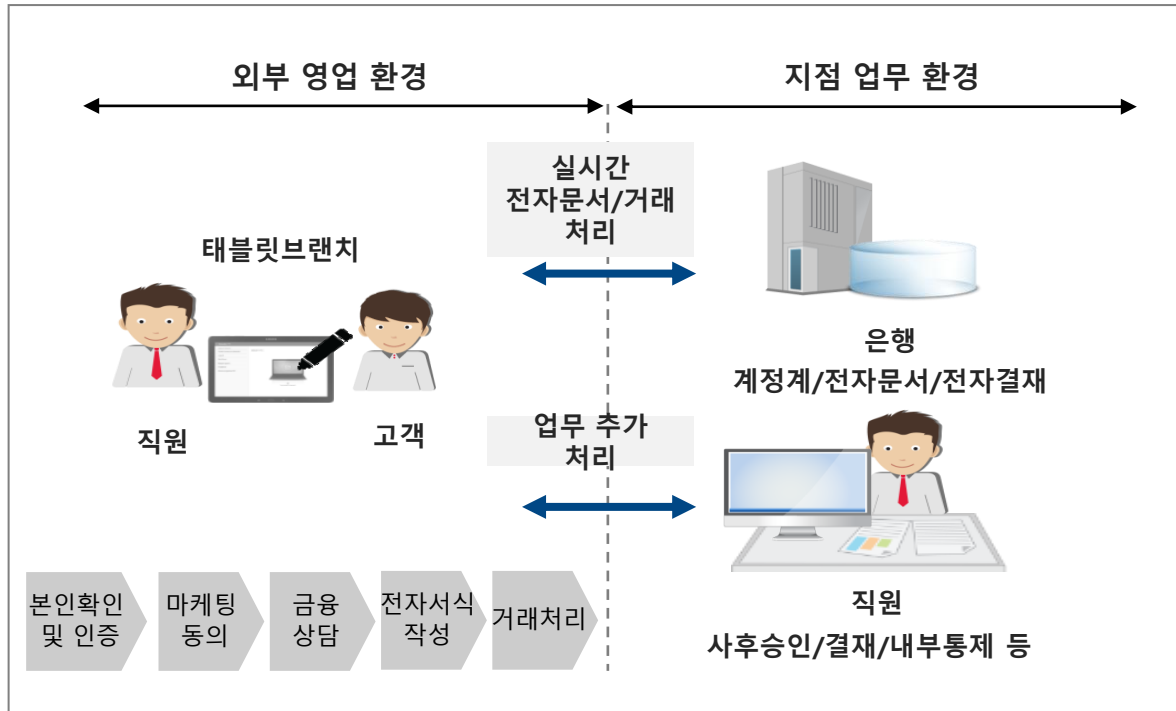 외부 영업 환경
지점 업무 환경
실시간
전자문서/거래
처리
태블릿브랜치
직원
고객
은행
계정계/전자문서/전자결재
업무 추가
처리
직원
사후승인/결재/내부통제 등
본인확인
및 인증
마케팅
동의
금융
상담
전자서식
작성
거래처리